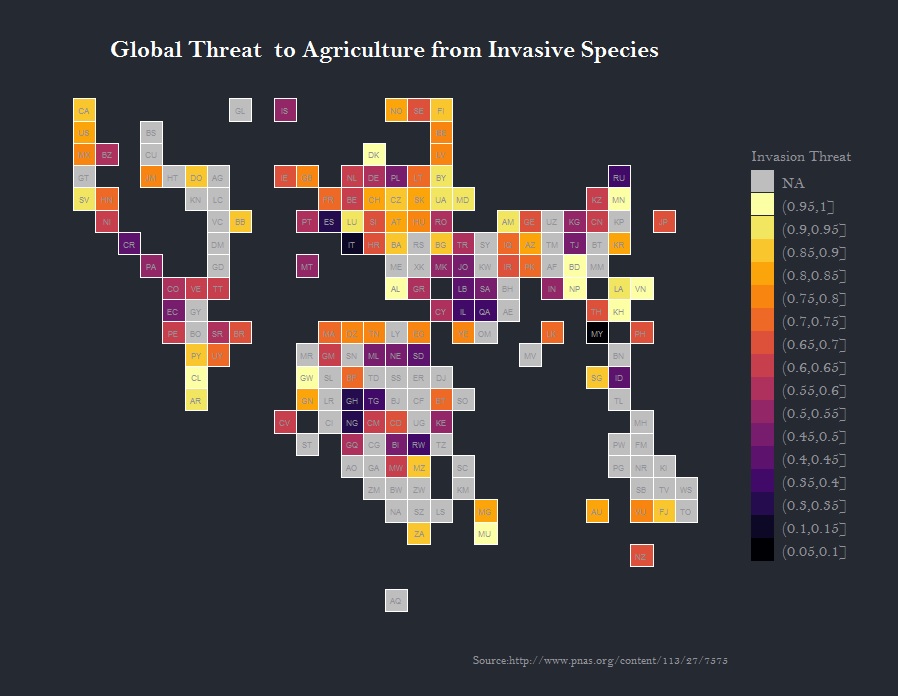 Global Threat  to Agriculture from Invasive Species
CA GL IS NO SE FI
US BS EE
MX BZ CU DK LV
GT JM HT DO AG IE GB NL DE PL LT BY RU
SV HN KN LC FR BE CH CZ SK UA MD KZ MN
NI VC BB PT ES LU SI AT HU RO AM GE UZ KG CN KP JP
CR DM IT HR BA RS BG TR SY IQ AZ TM TJ BT KR
PA GD MT ME XK MK JO KW IR PK AF BD MM
CO VE TT AL GR LB SA BH IN NP LA VN
EC GY CY IL QA AE TH KH
PE BO SR BR MA DZ TN LY EG YE OM LK MY PH
PY UY MR GM SN ML NE SD MV BN
CL GW SL BF TD SS ER DJ SG ID
AR GN LR GH TG BJ CF ET SO TL
CV CI NG CM UG KE MH
ST GQ CG BI RW TZ PW FM
AO GA MW MZ SC PG NR KI
ZM BW ZW KM SB TV WS
NA SZ LS MG AU VU FJ TO
ZA MU
NZ
AQ
Invasion Threat
NA
(0.95,1]
(0.9,0.95]
(0.85,0.9]
(0.8,0.85]
(0.75,0.8]
(0.7,0.75]
(0.65,0.7]
(0.6,0.65]
(0.55,0.6]
(0.5,0.55]
(0.45,0.5]
(0.4,0.45]
(0.35,0.4]
(0.3,0.35]
(0.1,0.15]
(0.05,0.1]
Source:http://www.pnas.org/content/113/27/7575